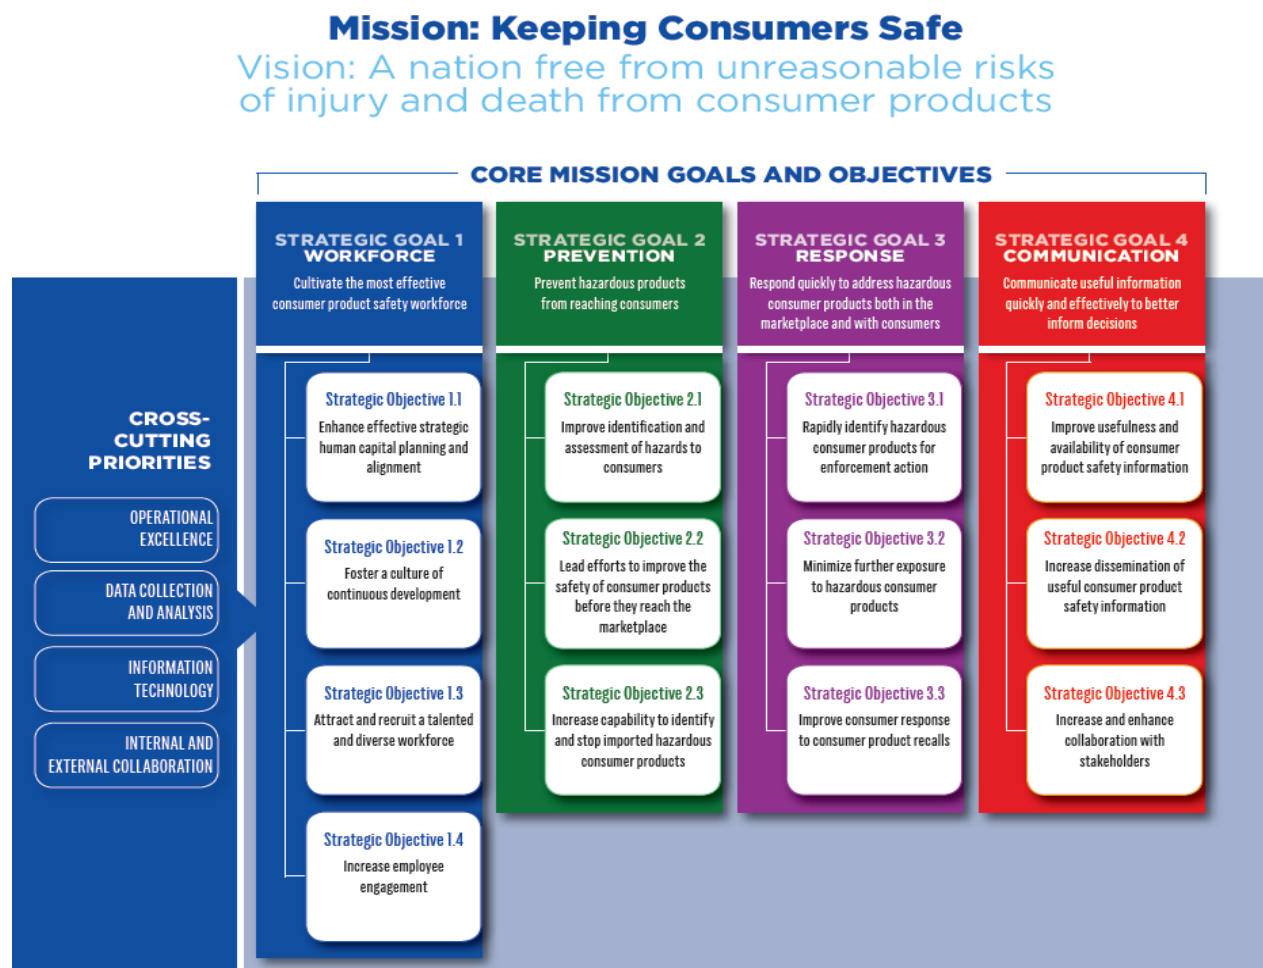 Mission: Keeping Consumers Safe
Vision: A nation free from unreasonable risks
of injury and death from consumer products
CORE MISSION GOALS AND OBJECTIVES
CROSS-
CUTTING
PRIORITIES
OPERATIONAL
EXCELLENCE
DATA COLLECTION
AND ANALYSIS
INFORMATION
TECHNOLOGY
INTERNAL AND
EXTERNAL COLLABORATION
STRATEGIC GOAL 1
WORKFORCE
Cultivate the most effective
consumer product safety workforce
Strategic Objective 1.1
Enhance effective strategic
human capital planning and
alignment
Strategic Objective 1.2
Foster a culture of
continuous development
Strategic Objective 1.3
Attract and recruit a talented
and diverse workforce
Strategic Objective 1.4
Increase employee
engagement
STRATEGIC GOAL 2
PREVENTION
Prevent hazardous products
from reaching consumers
Strategic Objective 2.1
Improve identification and
assessment of hazards to
consumers
Strategic Objective 2.2
Lead efforts to improve the
safety of consumer products
before they reach the
marketplace
Strategic Objective 2.3
Increase capability to identify
and stop imported hazardous
consumer products
STRATEGIC GOAL 3
RESPONSE
Respond quickly to address hazardous
consumer products both in the
marketplace and with consumers
Strategic Objective 3.1
Rapidly identify hazardous
consumer products for
enforcement action
Strategic Objective 3.2
Minimize further exposure
to hazardous consumer
products
Strategic Objective 3.3
Improve consumer response
to consumer product recalls
STRATEGIC GOAL 4
COMMUNICATION
Communicate useful information
quickly and effectively to better
inform decisions
Strategic Objective 4.1
Improve usefulness and
availability of consumer
product safety information
Strategic Objective 4.2
Increase dissemination of
useful consumer product
safety information
Strategic Objective 4.3
Increase and enhance
collaboration with
stakeholders